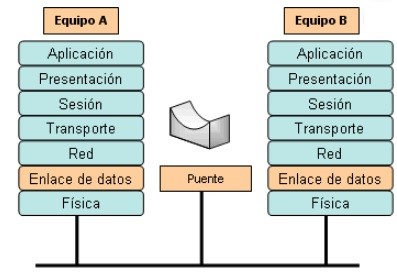 Equipo A
Equipo B
Aplicación
Presentación
Sesión
Transporte
Red
Enlace de datos
Física
Puente
Aplicación
Presentación
Sesión
Transporte
Red
Enlace de datos
Física